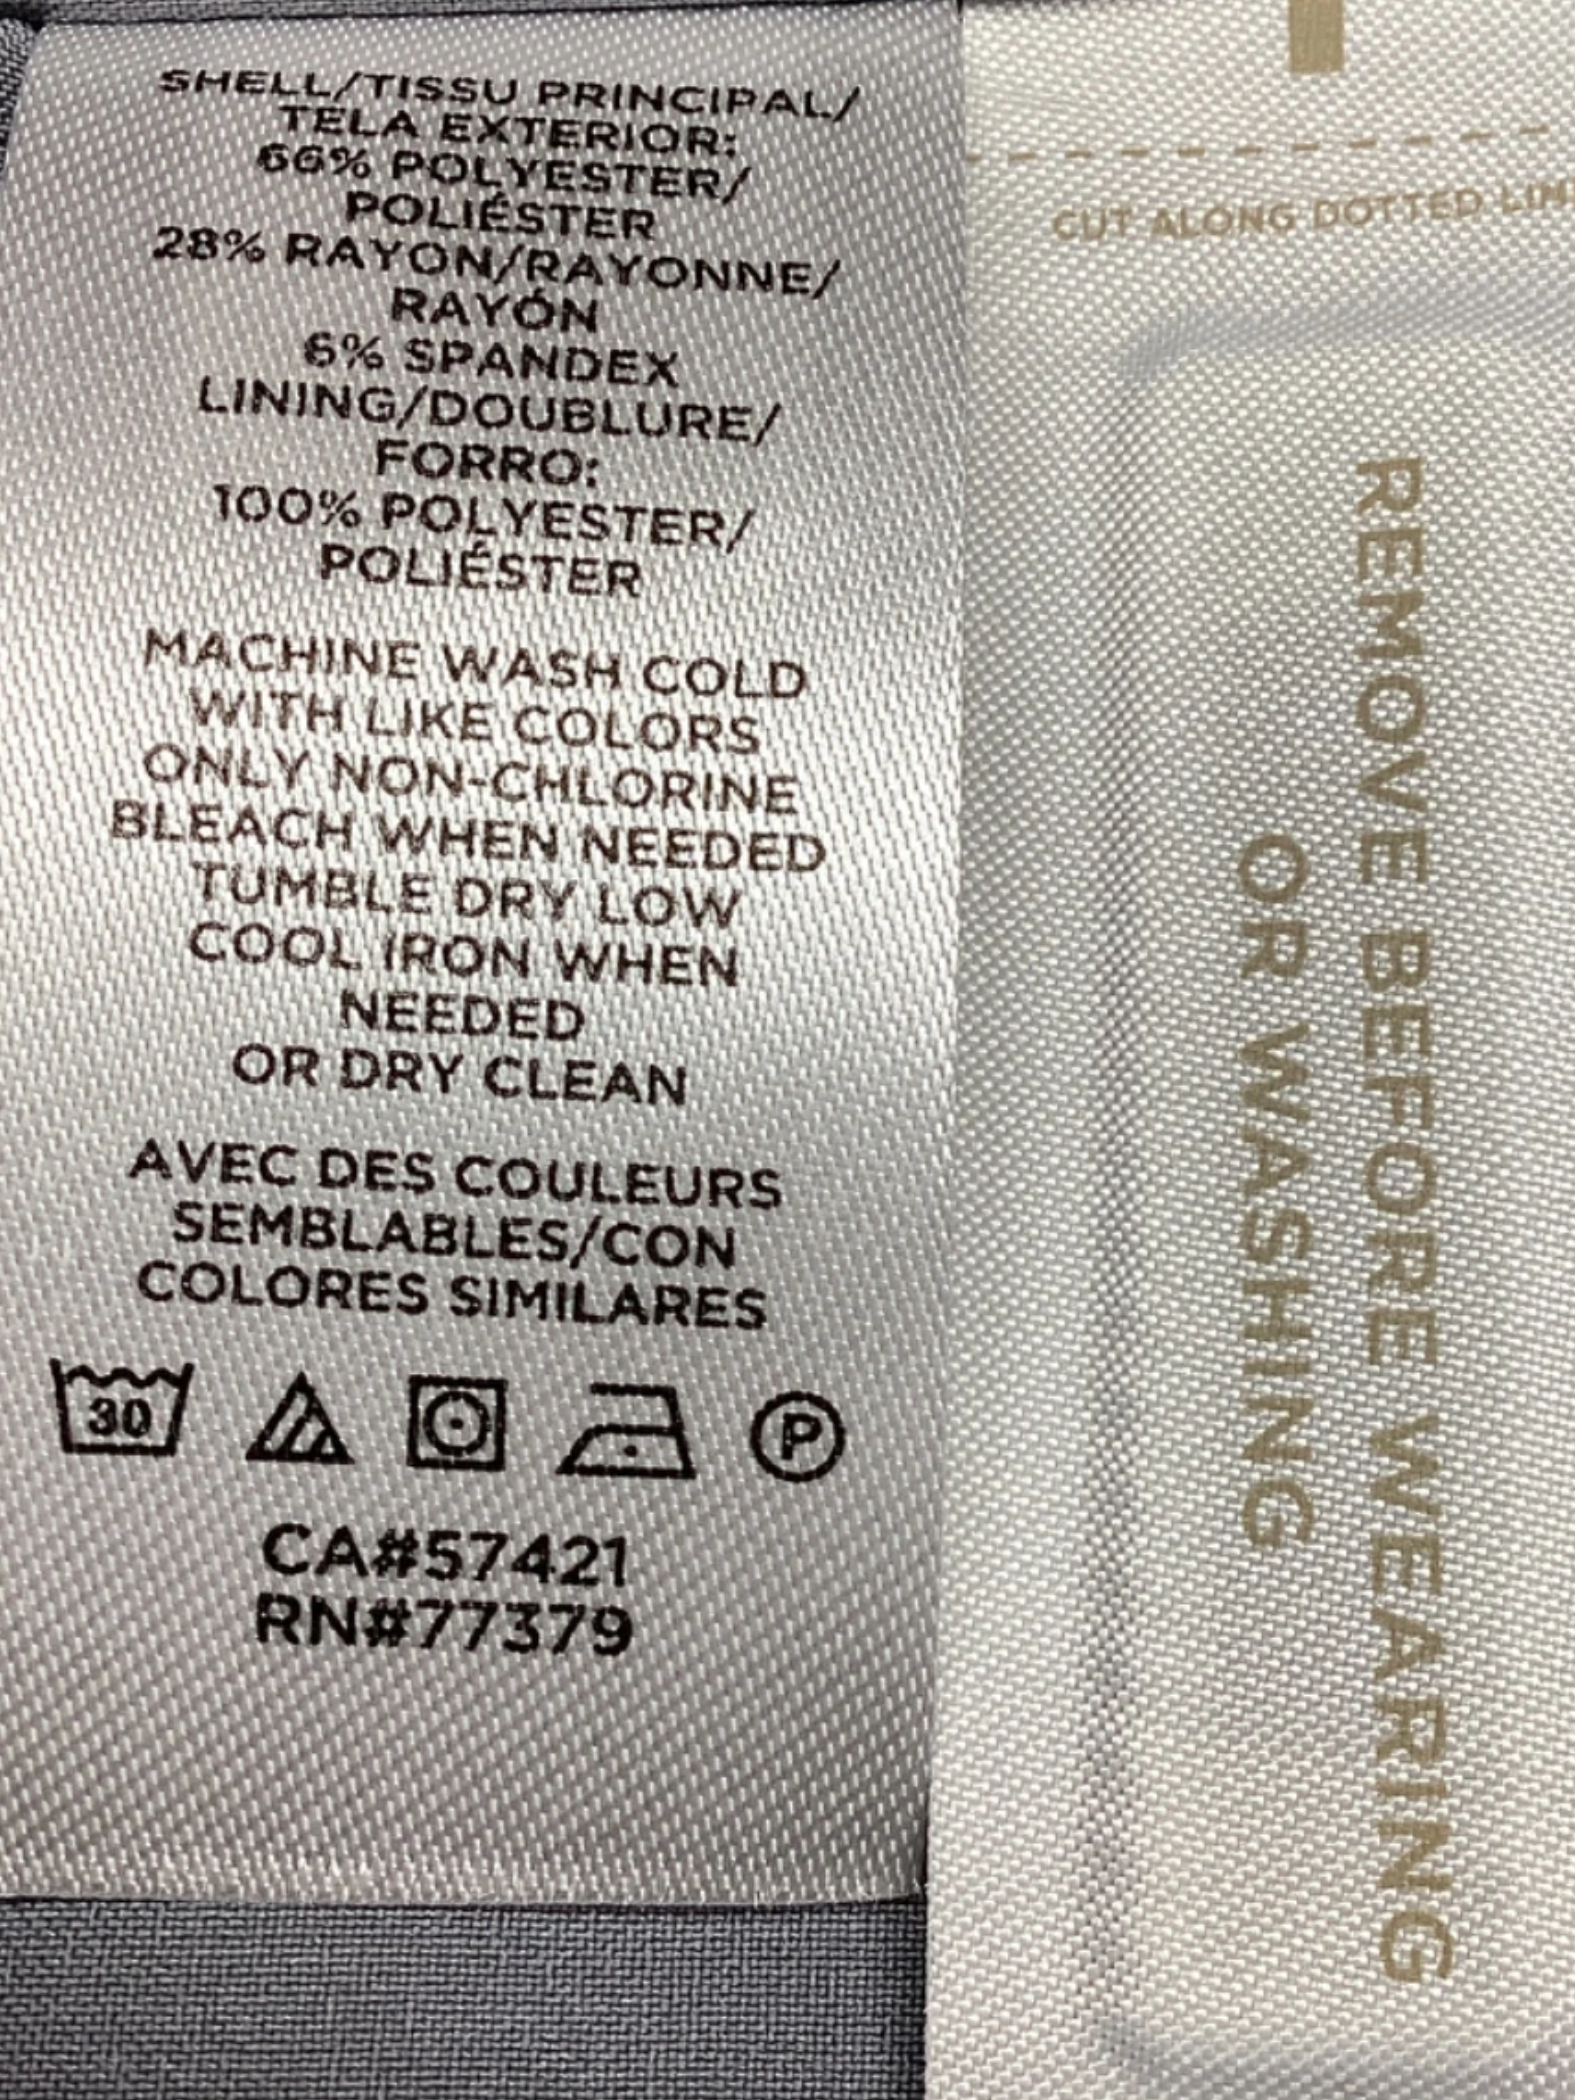 SHELL/TISSU PRINCIPAL/
TELA EXTERIOR:
66% POLYESTER/
POLIÉSTER
28% RAYON/RAYONNE/
RAYÓN
6% SPANDEX
LINING/DOUBLURE/
FORRO:
100% POLYESTER/
POLIÉSTER
MACHINE WASH COLD
WITH LIKE COLORS
ONLY NON-CHLORINE
BLEACH WHEN NEEDED
TUMBLE DRY LOW
COOL IRON WHEN
NEEDED
OR DRY CLEAN
AVEC DES COULEURS
SEMBLABLES/CON
COLORES SIMILARES
30
P
CA#57421
RN#77379
CUT ALONG DOTTED
REMOVE BEFORE WEARING
OR WASHING